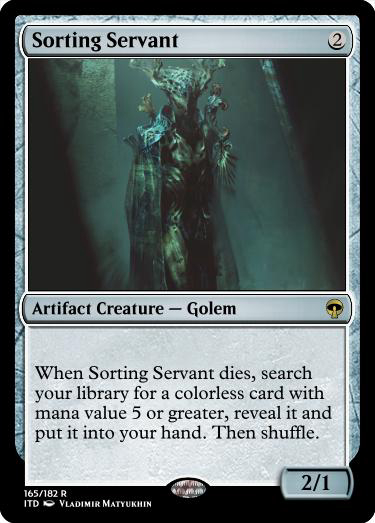 Sorting Servant 2
Artifact Creature — Golem
When Sorting Servant dies, search
your library for a colorless card with
mana value 5 or greater, reveal it and
put it into your hand. Then shuffle.
2/1
165/182 R
ITD Vladimir Matyukhin